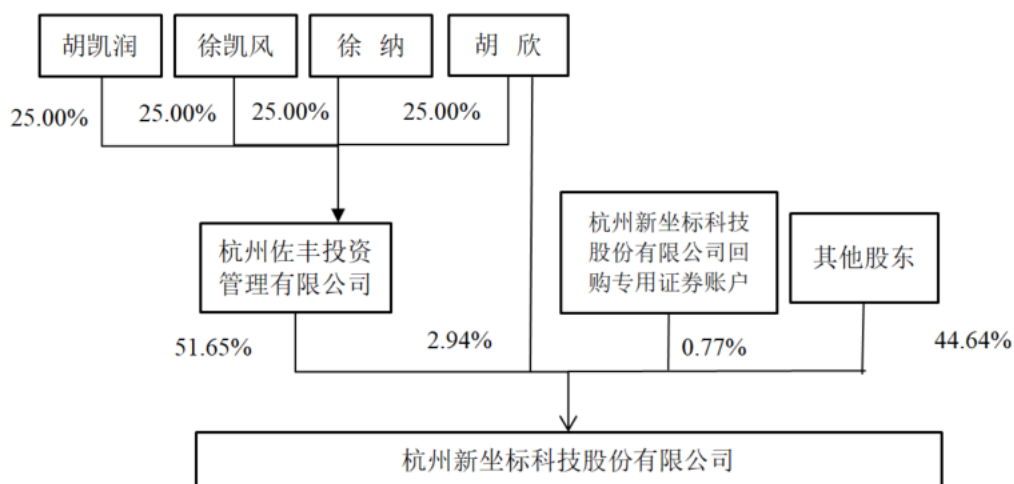 胡凯润
徐凯风
徐 纳
胡 欣
25.00%
25.00%
25.00%
25.00%
杭州佐丰投资
管理有限公司
杭州新坐标科技
股份有限公司回
购专用证券账户
其他股东
51.65%
2.94%
0.77%
44.64%
杭州新坐标科技股份有限公司